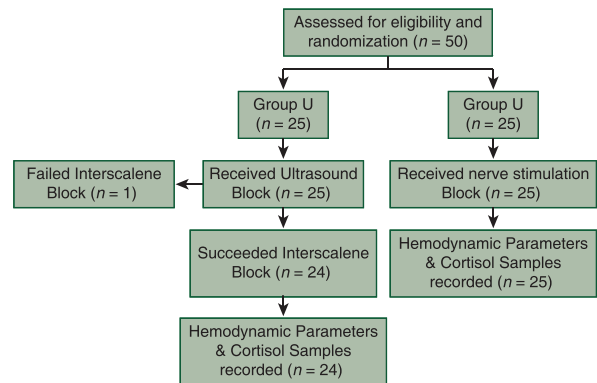 Assessed for eligibility and
randomization (n = 50)
Group U
(n = 25)
Group U
(n = 25)
Failed Interscalene
Block (n = 1)
Received Ultrasound
Block (n = 25)
Received nerve stimulation
Block (n = 25)
Succeeded Interscalene
Block (n = 24)
Hemodynamic Parameters
& Cortisol Samples
recorded (n = 25)
Hemodynamic Parameters
& Cortisol Samples
recorded (n = 24)